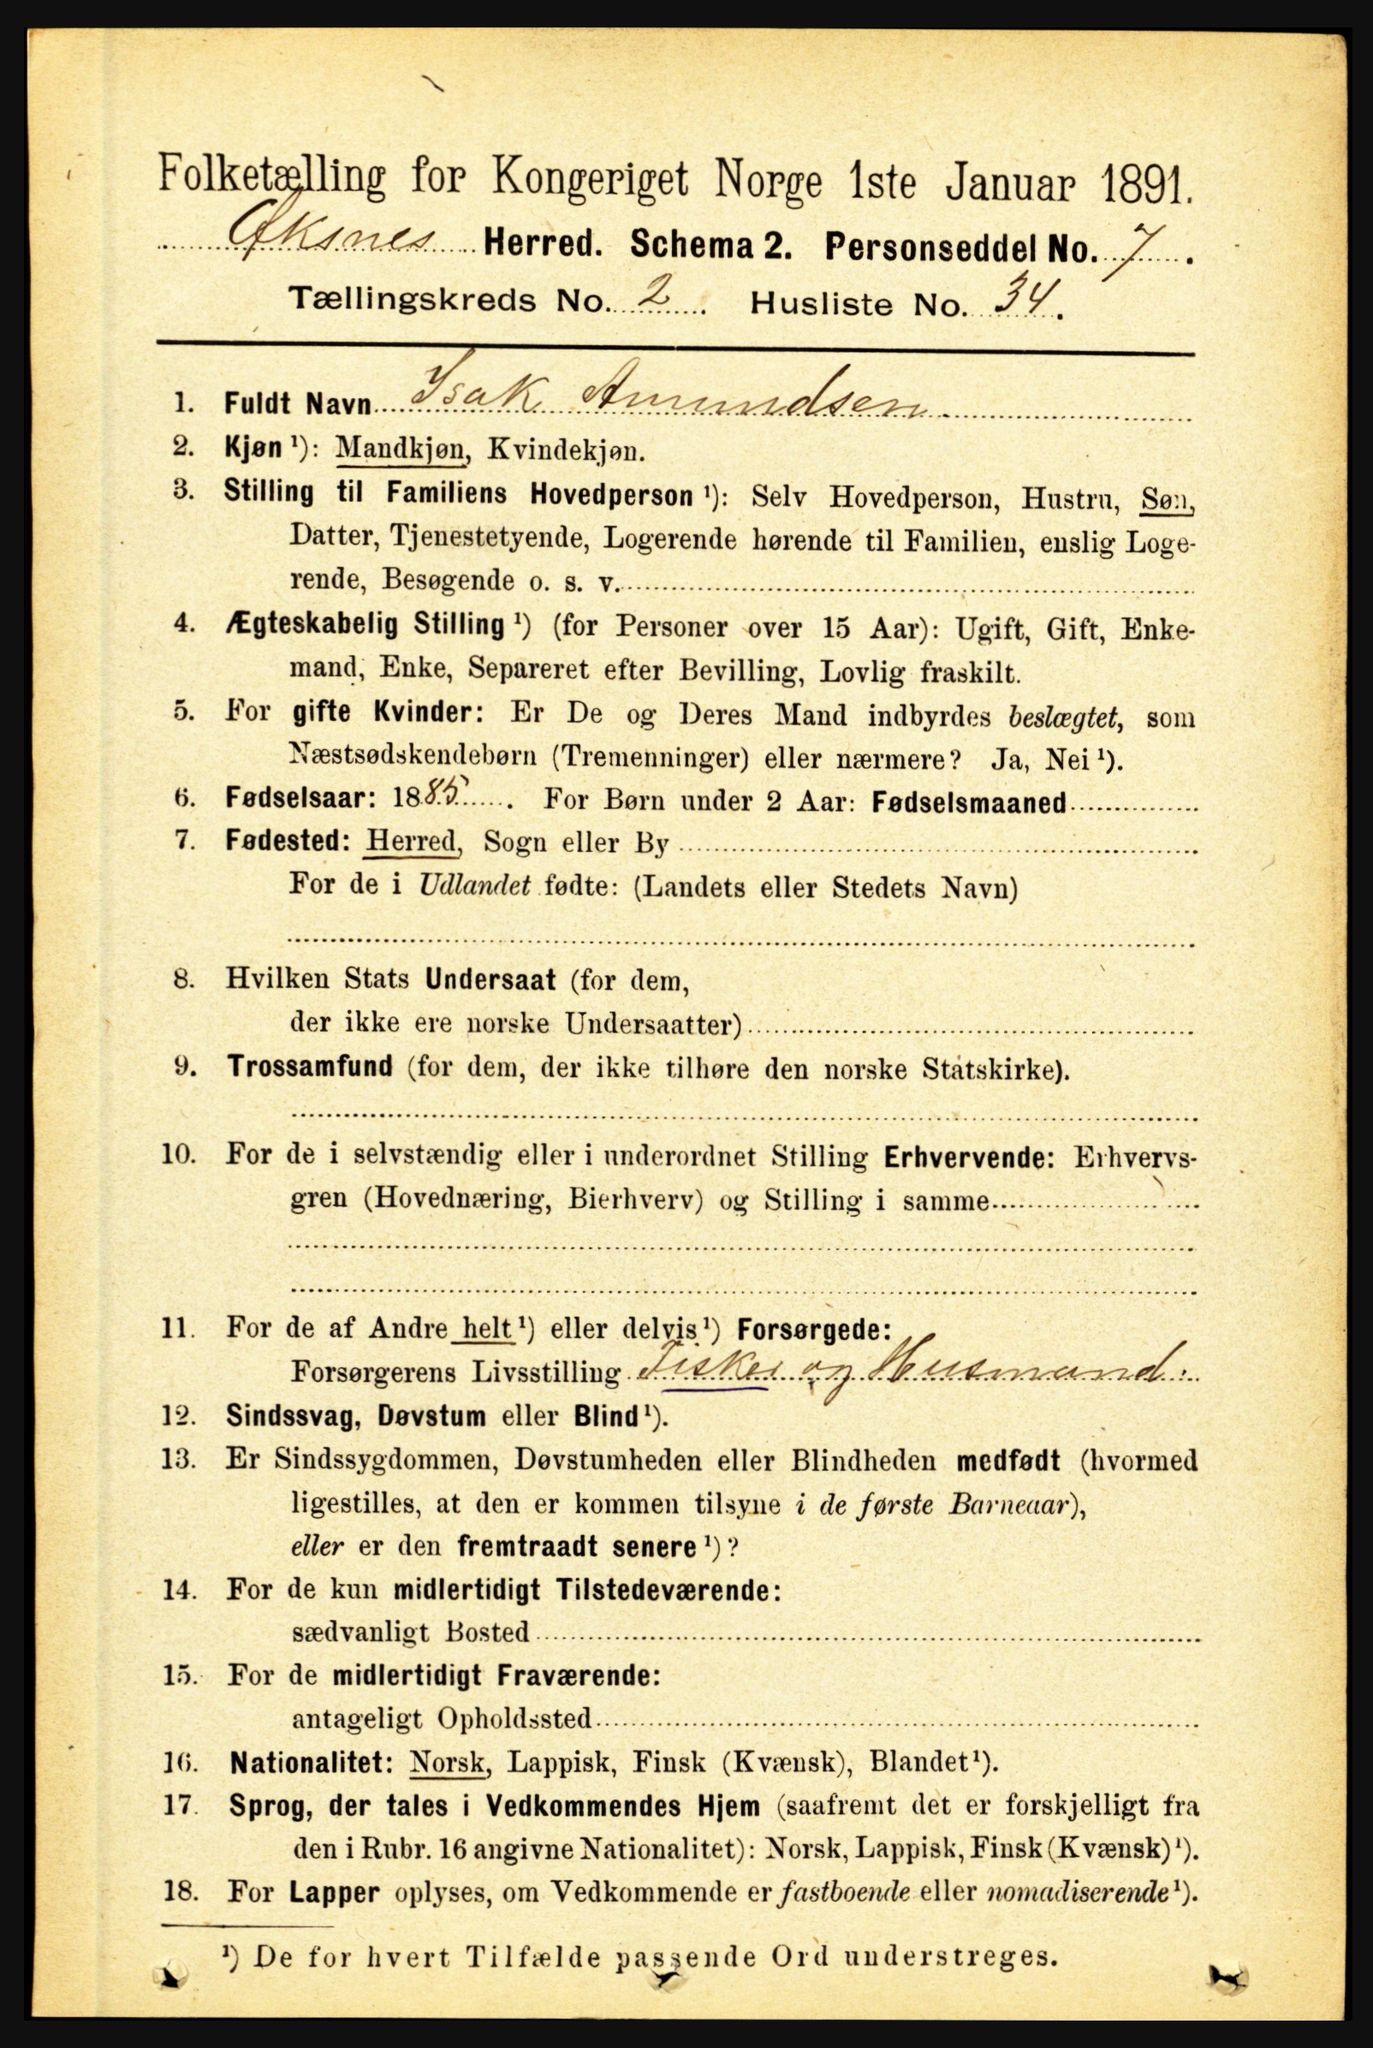 Folketælling for Kongeriget Norge 1ste Januar 1891.
Øksnes Herred. Schema 2. Personseddel No. 7.
Tællingskreds No. 2. Husliste No. 34.
1. Fuldt Navn Isak Amundsen
2. Kjøn ¹): Mandkjøn, Kvindekjøn.
3. Stilling til Familiens Hovedperson ¹): Selv Hovedperson, Hustru, Søn,
Datter, Tjenestetyende, Logerende hørende til Familien, enslig Loge-
rende, Besøgende o. s. v.
4. Ægteskabelig Stilling ¹) (for Personer over 15 Aar): Ugift, Gift, Enke-
mand, Enke, Separeret efter Bevilling, Lovlig fraskilt.
5. For gifte Kvinder: Er De og Deres Mand indbyrdes beslægtet, som
Næstsødskendebørn (Tremenninger) eller nærmere? Ja, Nei ¹).
6. Fødselsaar: 1885. For Børn under 2 Aar: Fødselsmaaned
7. Fødested: Herred, Sogn eller By
For de i Udlandet fødte: (Landets eller Stedets Navn)
8. Hvilken Stats Undersaat (for dem,
der ikke ere norske Undersaatter)
9. Trossamfund (for dem, der ikke tilhøre den norske Statskirke).
10. For de i selvstændig eller i underordnet Stilling Erhvervende: Erhvervs-
gren (Hovednæring, Bierhverv) og Stilling i samme
11. For de af Andre helt ¹) eller delvis ¹) Forsørgede:
Forsørgerens Livsstilling Fisker og Husmand.
12. Sindssvag, Døvstum eller Blind ¹).
13. Er Sindssygdommen, Døvstumheden eller Blindheden medfødt (hvormed
ligestilles, at den er kommen tilsyne i de første Barneaar),
eller er den fremtraadt senere ¹)?
14. For de kun midlertidigt Tilstedeværende:
sædvanligt Bosted
15. For de midlertidigt Fraværende:
antageligt Opholdssted
16. Nationalitet: Norsk, Lappisk, Finsk (Kvænsk), Blandet ¹).
17. Sprog, der tales i Vedkommendes Hjem (saafremt det er forskjelligt fra
den i Rubr. 16 angivne Nationalitet): Norsk, Lappisk, Finsk (Kvænsk) ¹).
18. For Lapper oplyses, om Vedkommende er fastboende eller nomadiserende ¹).
¹) De for hvert Tilfælde passende Ord understreges.